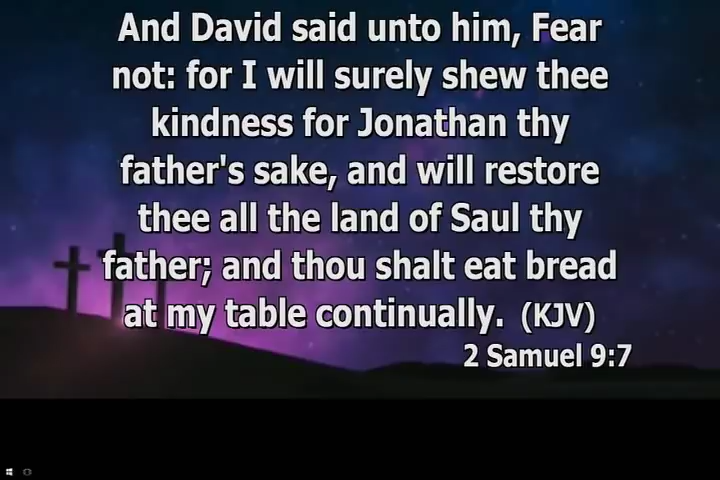 And David said unto him, Fear
not: for I will surely shew thee
kindness for Jonathan thy
father's sake, and will restore
thee all the land of Saul thy
father; and thou shalt eat bread
at my table continually. (KJV)
2 Samuel 9:7